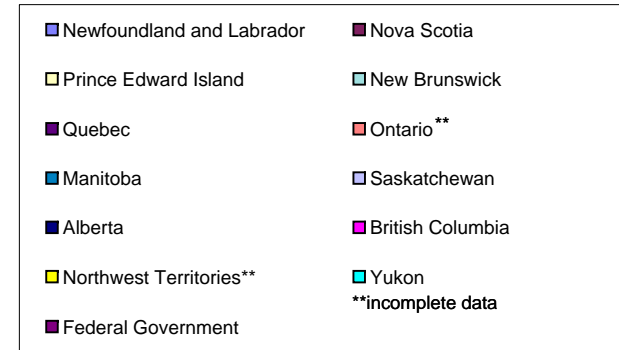 Newfoundland and Labrador Nova Scotia
Prince Edward Island New Brunswick
Quebec Ontario**
Manitoba Saskatchewan
Alberta British Columbia
Northwest Territories** Yukon
**incomplete data
Federal Government